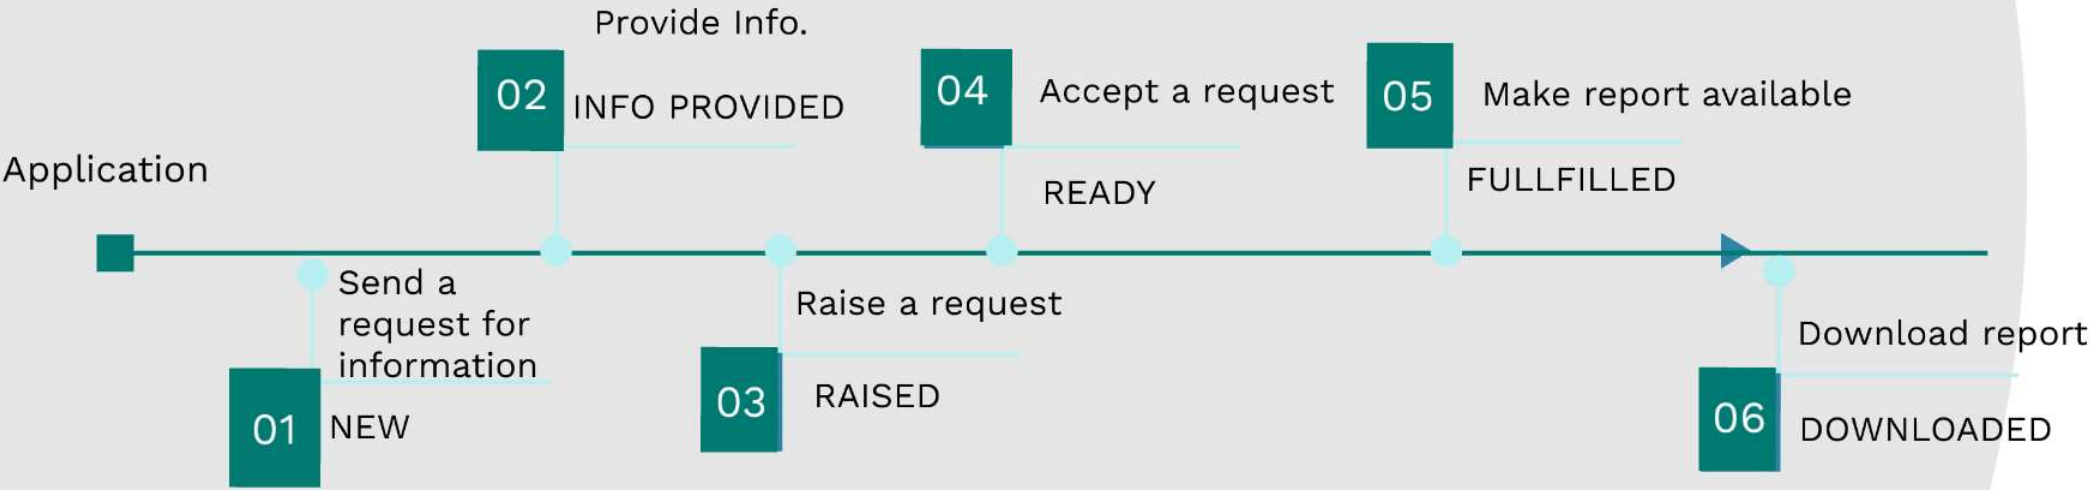 Application
01
Send a
request for
information
NEW
Provide Info.
02
INFO PROVIDED
Raise a request
03
RAISED
04
Accept a request
READY
05
Make report available
FULLFILLED
Download report
06
DOWNLOADED